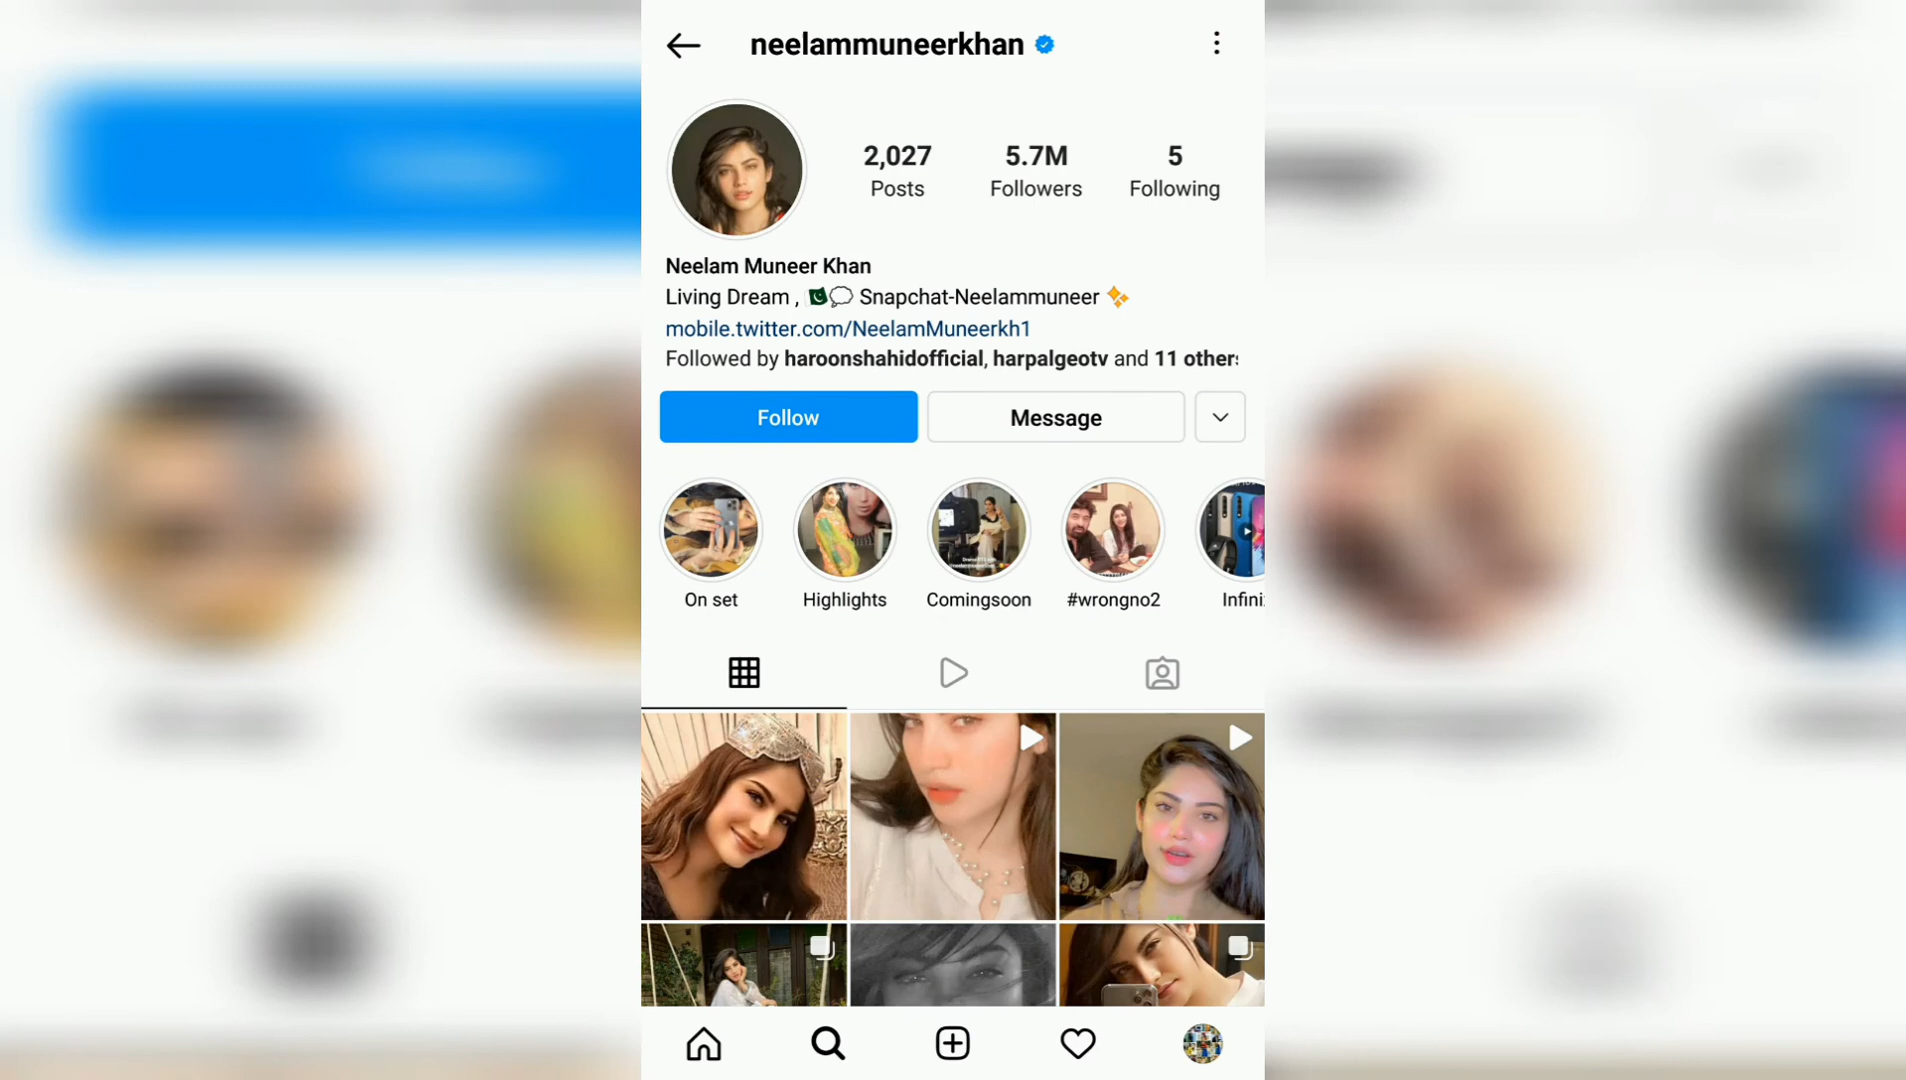 neelammuneerkhan
2,027 5.7M 5
Posts Followers Following
Neelam Muneer Khan
Living Dream , 🇵🇰💭 Snapchat-Neelammuneer ✨
mobile.twitter.com/NeelamMuneerkh1
Followed by haroonshahidofficial, harpalgeotv and 11 others
Follow Message
On set Highlights Comingsoon #wrongno2 Infini